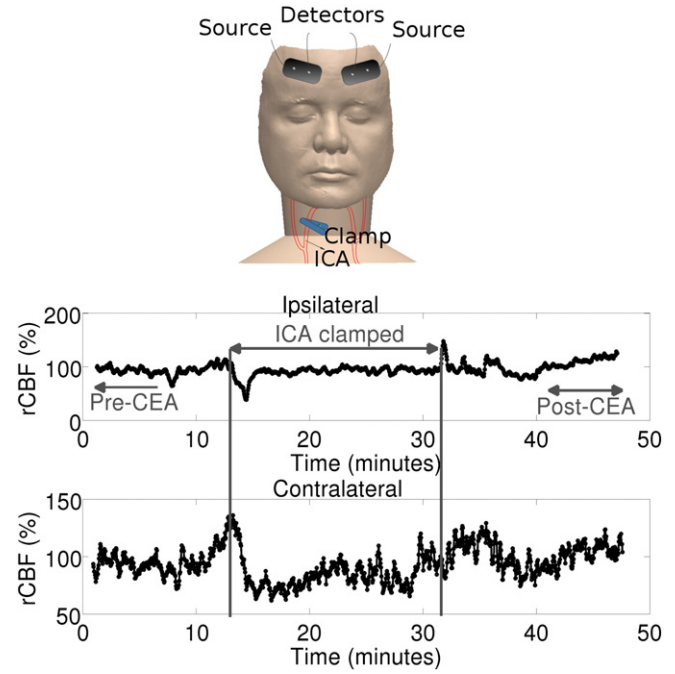 Detectors
Source Source
Clamp
ICA
Ipsilateral
200
ICA clamped
rCBF (%)
100
Pre-CEA Post-CEA
0
0 10 20 30 40 50
Time (minutes)
Contralateral
150
rCBF (%)
100
50
0 10 20 30 40 50
Time (minutes)